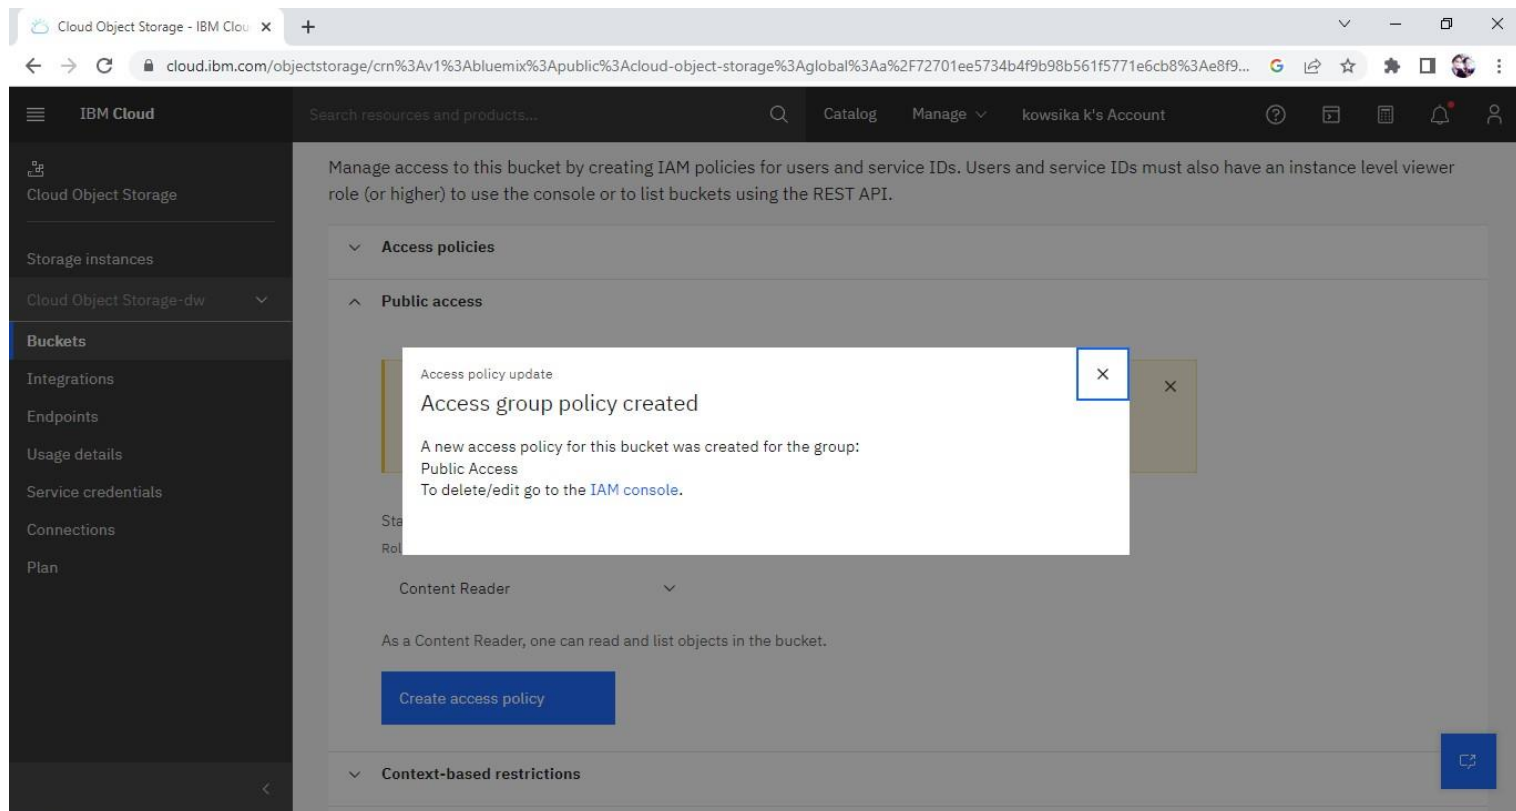 Cloud Object Storage - IBM Clou
cloud.ibm.com/objectstorage/crn%3Av1%3Abluemix%3Apublic%3Acloud-object-storage%3Aglobal%3Aa%2F72701ee5734b4f9b98b561f5771e6cb8%3Ae8f9...
IBM Cloud
Search resources and products...
Catalog
Manage
kowsika k's Account
Cloud Object Storage
Storage instances
Cloud Object Storage-dw
Buckets
Integrations
Endpoints
Usage details
Service credentials
Connections
Plan
Manage access to this bucket by creating IAM policies for users and service IDs. Users and service IDs must also have an instance level viewer
role (or higher) to use the console or to list buckets using the REST API.
Access policies
Public access
Access policy update
Access group policy created
A new access policy for this bucket was created for the group:
Public Access
To delete/edit go to the IAM console.
Sta
Rol
Content Reader
As a Content Reader, one can read and list objects in the bucket.
Create access policy
Context-based restrictions